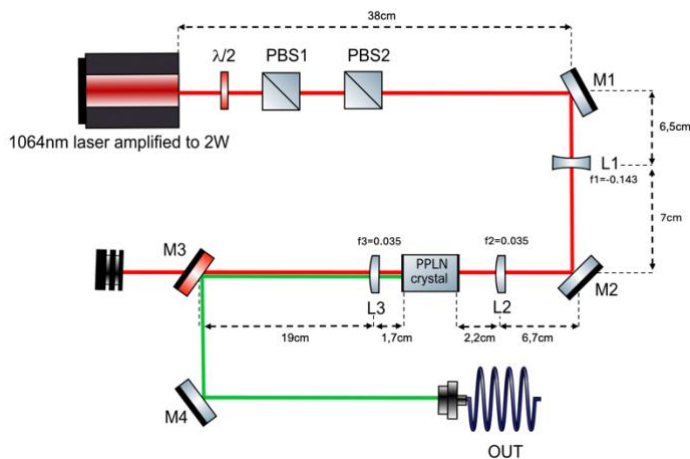 38cm
λ/2
PBS1
PBS2
M1
1064nm laser amplified to 2W
6,5cm
L1
f1=-0.143
7cm
M3
f3=0.035
PPLN
crystal
f2=0.035
L3
L2
M2
19cm
1,7cm
2,2cm
6,7cm
M4
OUT